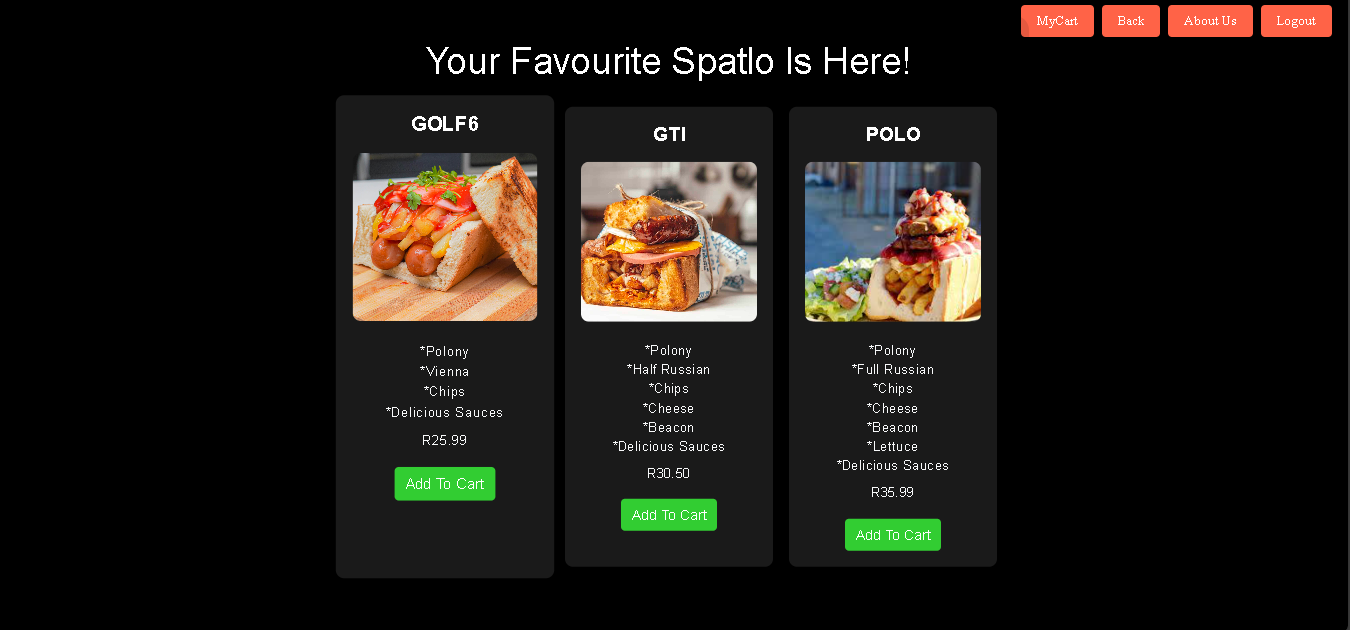 MyCart Back About Us Logout
Your Favourite Spatlo Is Here!
GOLF6
*Polony
*Vienna
*Chips
*Delicious Sauces
R25.99
Add To Cart
GTI
*Polony
*Half Russian
*Chips
*Cheese
*Beacon
*Delicious Sauces
R30.50
Add To Cart
POLO
*Polony
*Full Russian
*Chips
*Cheese
*Beacon
*Lettuce
*Delicious Sauces
R35.99
Add To Cart